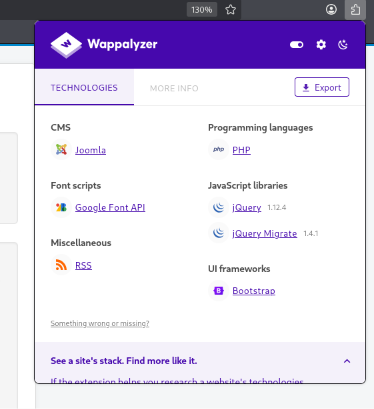 130%
Wappalyzer
TECHNOLOGIES
MORE INFO
Export
CMS
Joomla
Font scripts
Google Font API
Miscellaneous
RSS
Programming languages
php PHP
JavaScript libraries
jQuery 1.12.4
jQuery Migrate 1.4.1
UI frameworks
B Bootstrap
Something wrong or missing?
See a site's stack. Find more like it.
If the extension helps you research a website's technologies